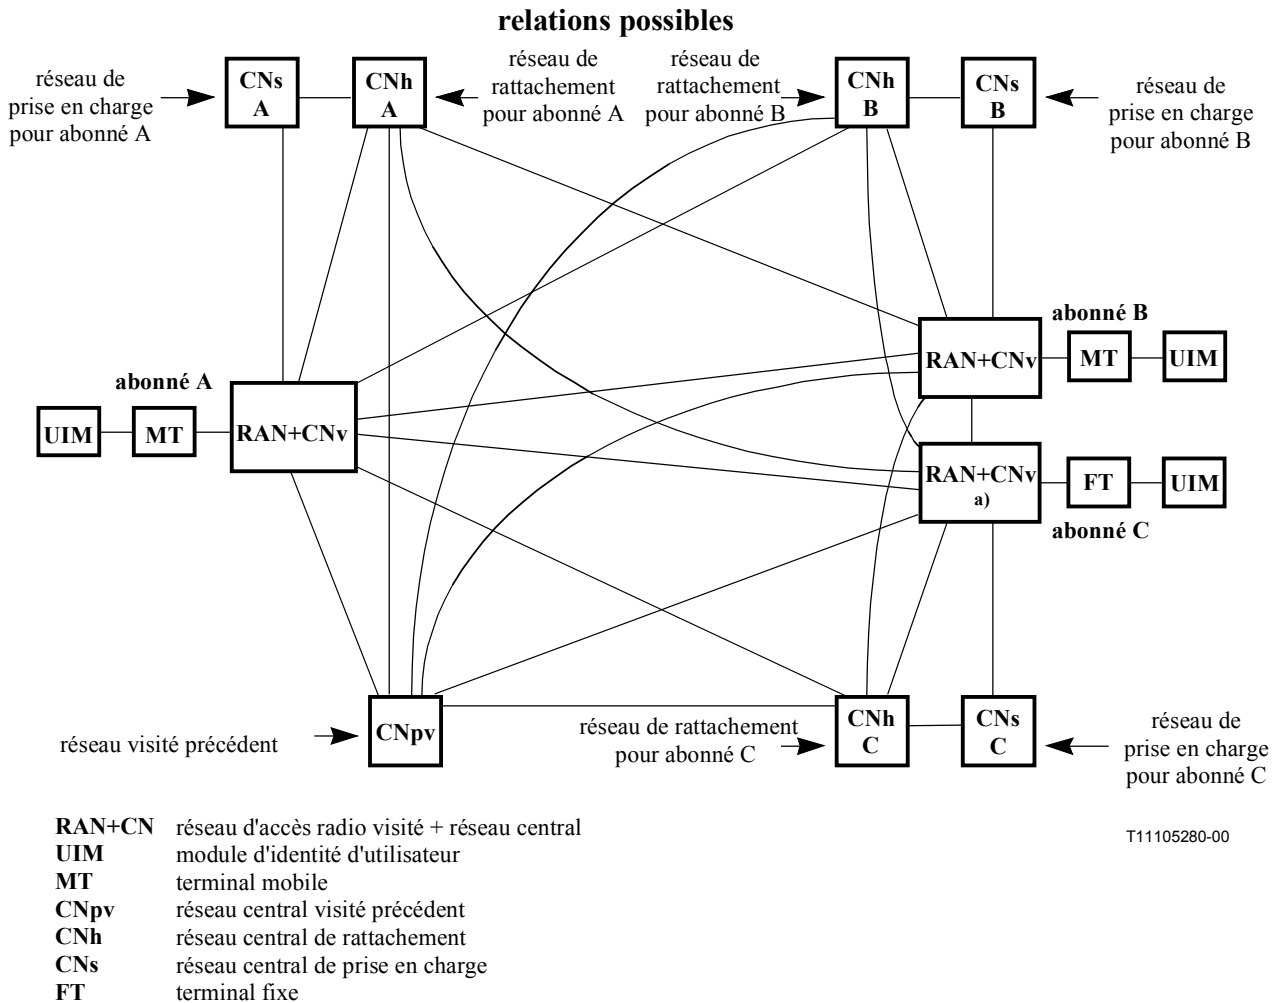 relations possibles
réseau de
prise en charge
pour abonné A
CNs
A
CNh
A
réseau de
rattachement
pour abonné A
réseau de
rattachement
pour abonné B
CNh
B
CNs
B
réseau de
prise en charge
pour abonné B
abonné A
UIM
MT
RAN+CNv
abonné B
RAN+CNv
MT
UIM
RAN+CNv
a)
FT
UIM
abonné C
réseau visité précédent
CNpv
réseau de rattachement
pour abonné C
CNh
C
CNs
C
réseau de
prise en charge
pour abonné C
RAN+CN réseau d'accès radio visité + réseau central
UIM module d'identité d'utilisateur
MT terminal mobile
CNpv réseau central visité précédent
CNh réseau central de rattachement
CNs réseau central de prise en charge
FT terminal fixe
T11105280-00